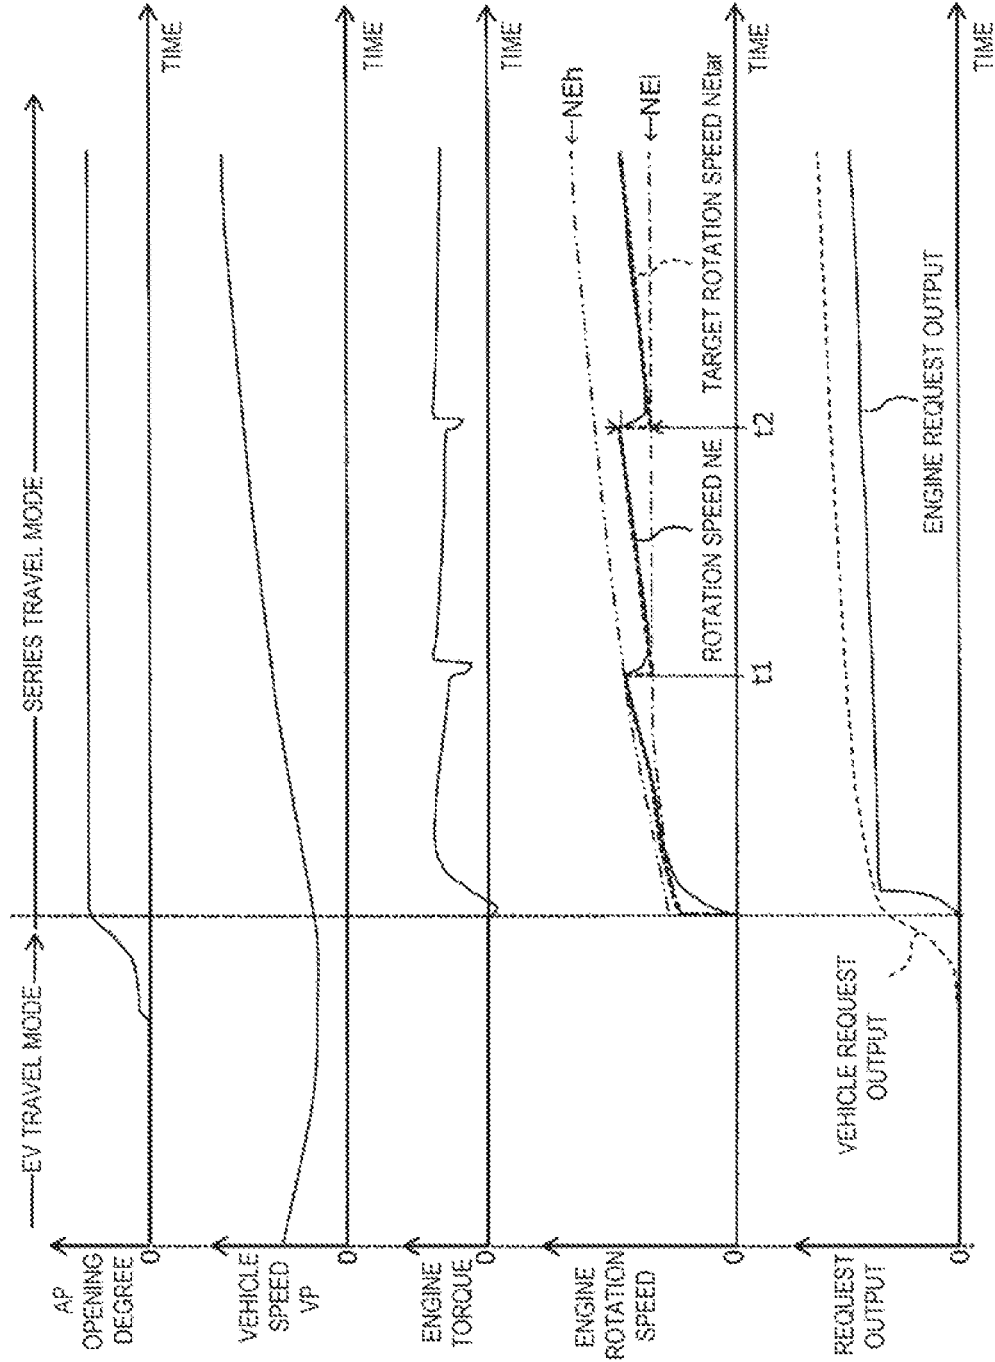 EV TRAVEL MODE
SERIES TRAVEL MODE
AP
OPENING
DEGREE
0
TIME
VEHICLE
SPEED
VP
0
TIME
ENGINE
TORQUE
0
TIME
ENGINE
ROTATION
SPEED
0
NEh
NEl
ROTATION SPEED NE
TARGET ROTATION SPEED NEtar
t1
t2
TIME
REQUEST
OUTPUT
0
VEHICLE REQUEST
OUTPUT
ENGINE REQUEST OUTPUT
TIME